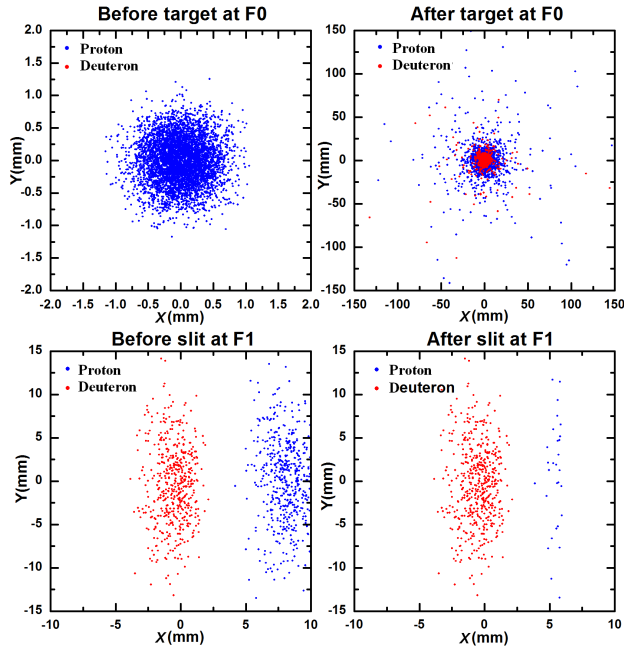 Before target at F0
2.0
1.5
1.0
0.5
0.0
-0.5
-1.0
-1.5
-2.0
Y(mm)
Proton
Deuteron
-2.0 -1.5 -1.0 -0.5 0.0 0.5 1.0 1.5 2.0
X(mm)
After target at F0
150
100
50
0
-50
-100
-150
Y(mm)
Proton
Deuteron
-150 -100 -50 0 50 100 150
X(mm)
Before slit at F1
15
10
5
0
-5
-10
-15
Y(mm)
Proton
Deuteron
-10 -5 0 5 10
X(mm)
After slit at F1
15
10
5
0
-5
-10
-15
Y(mm)
Proton
Deuteron
-10 -5 0 5 10
X(mm)